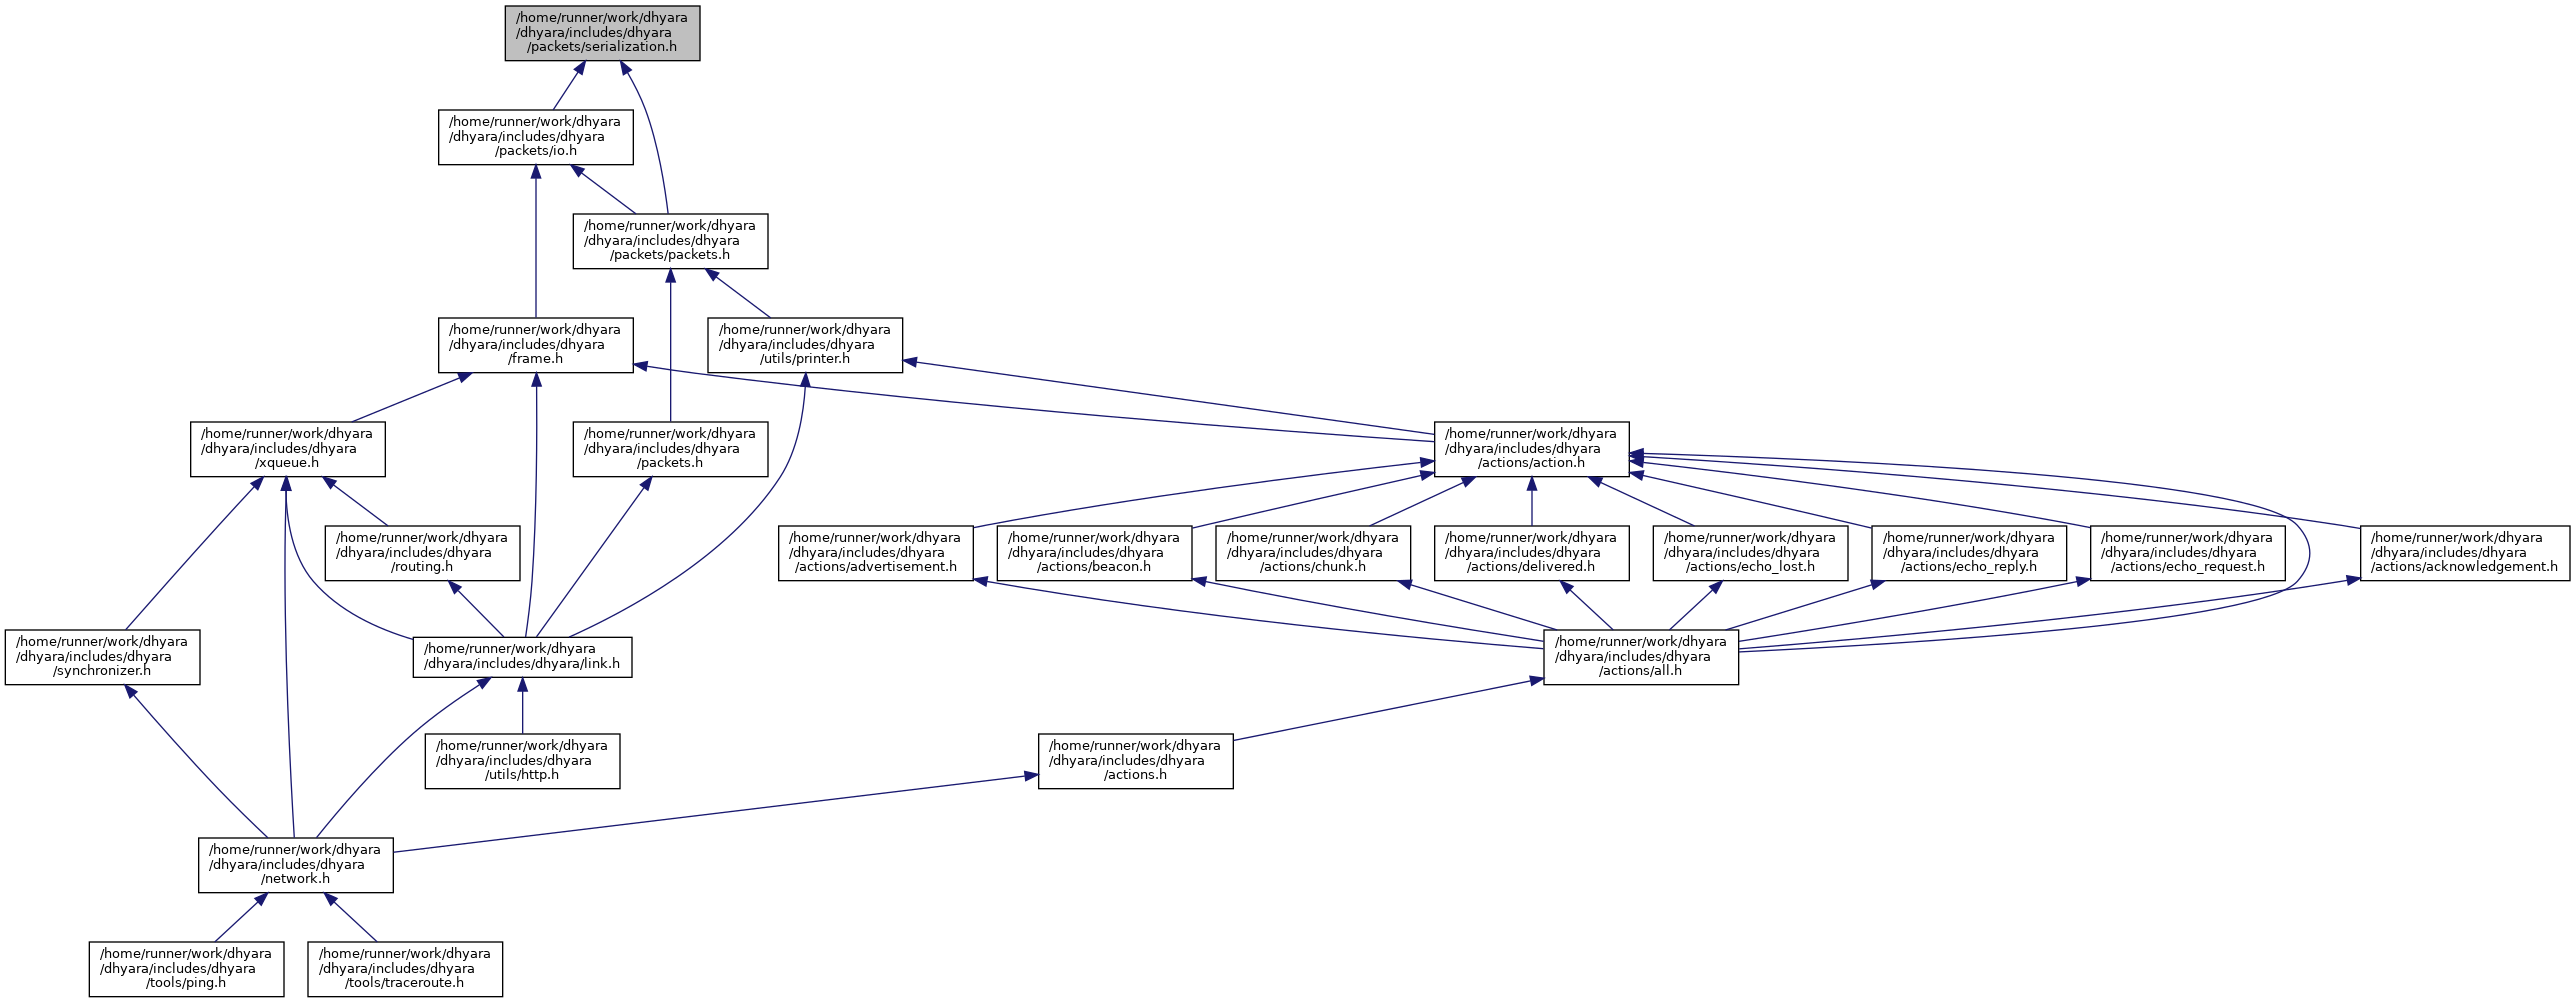 /home/runner/work/dhyara
/dhyara/includes/dhyara
/packets/serialization.h
/home/runner/work/dhyara
/dhyara/includes/dhyara
/packets/io.h
/home/runner/work/dhyara
/dhyara/includes/dhyara
/packets/packets.h
/home/runner/work/dhyara
/dhyara/includes/dhyara
/frame.h
/home/runner/work/dhyara
/dhyara/includes/dhyara
/utils/printer.h
/home/runner/work/dhyara
/dhyara/includes/dhyara
/xqueue.h
/home/runner/work/dhyara
/dhyara/includes/dhyara
/packets.h
/home/runner/work/dhyara
/dhyara/includes/dhyara
/actions/action.h
/home/runner/work/dhyara
/dhyara/includes/dhyara
/routing.h
/home/runner/work/dhyara
/dhyara/includes/dhyara
/actions/advertisement.h
/home/runner/work/dhyara
/dhyara/includes/dhyara
/actions/beacon.h
/home/runner/work/dhyara
/dhyara/includes/dhyara
/actions/chunk.h
/home/runner/work/dhyara
/dhyara/includes/dhyara
/actions/delivered.h
/home/runner/work/dhyara
/dhyara/includes/dhyara
/actions/echo_lost.h
/home/runner/work/dhyara
/dhyara/includes/dhyara
/actions/echo_reply.h
/home/runner/work/dhyara
/dhyara/includes/dhyara
/actions/echo_request.h
/home/runner/work/dhyara
/dhyara/includes/dhyara
/actions/acknowledgement.h
/home/runner/work/dhyara
/dhyara/includes/dhyara
/synchronizer.h
/home/runner/work/dhyara
/dhyara/includes/dhyara/link.h
/home/runner/work/dhyara
/dhyara/includes/dhyara
/actions/all.h
/home/runner/work/dhyara
/dhyara/includes/dhyara
/utils/http.h
/home/runner/work/dhyara
/dhyara/includes/dhyara
/actions.h
/home/runner/work/dhyara
/dhyara/includes/dhyara
/network.h
/home/runner/work/dhyara
/dhyara/includes/dhyara
/tools/ping.h
/home/runner/work/dhyara
/dhyara/includes/dhyara
/tools/traceroute.h